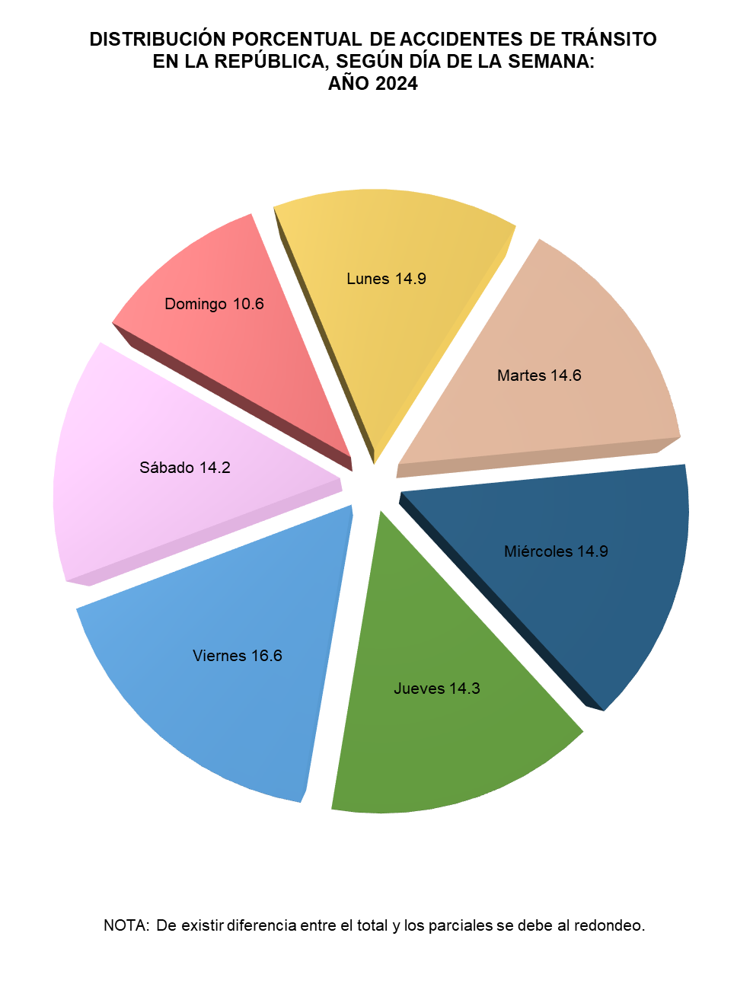 DISTRIBUCIÓN PORCENTUAL DE ACCIDENTES DE TRÁNSITO
EN LA REPÚBLICA, SEGÚN DÍA DE LA SEMANA:
AÑO 2024
Lunes 14.9
Domingo 10.6
Martes 14.6
Sábado 14.2
Miércoles 14.9
Viernes 16.6
Jueves 14.3
NOTA: De existir diferencia entre el total y los parciales se debe al redondeo.